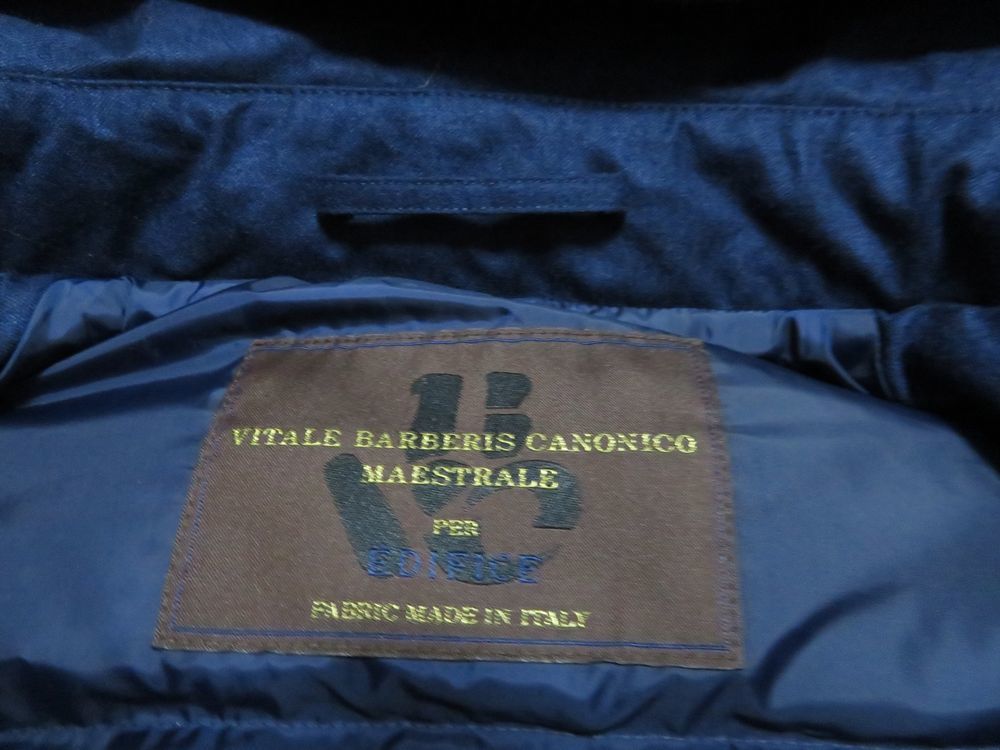 VITALE BARBERIS CANONICO
MAESTRALE
PER
EDIFICE
FABRIC MADE IN ITALY